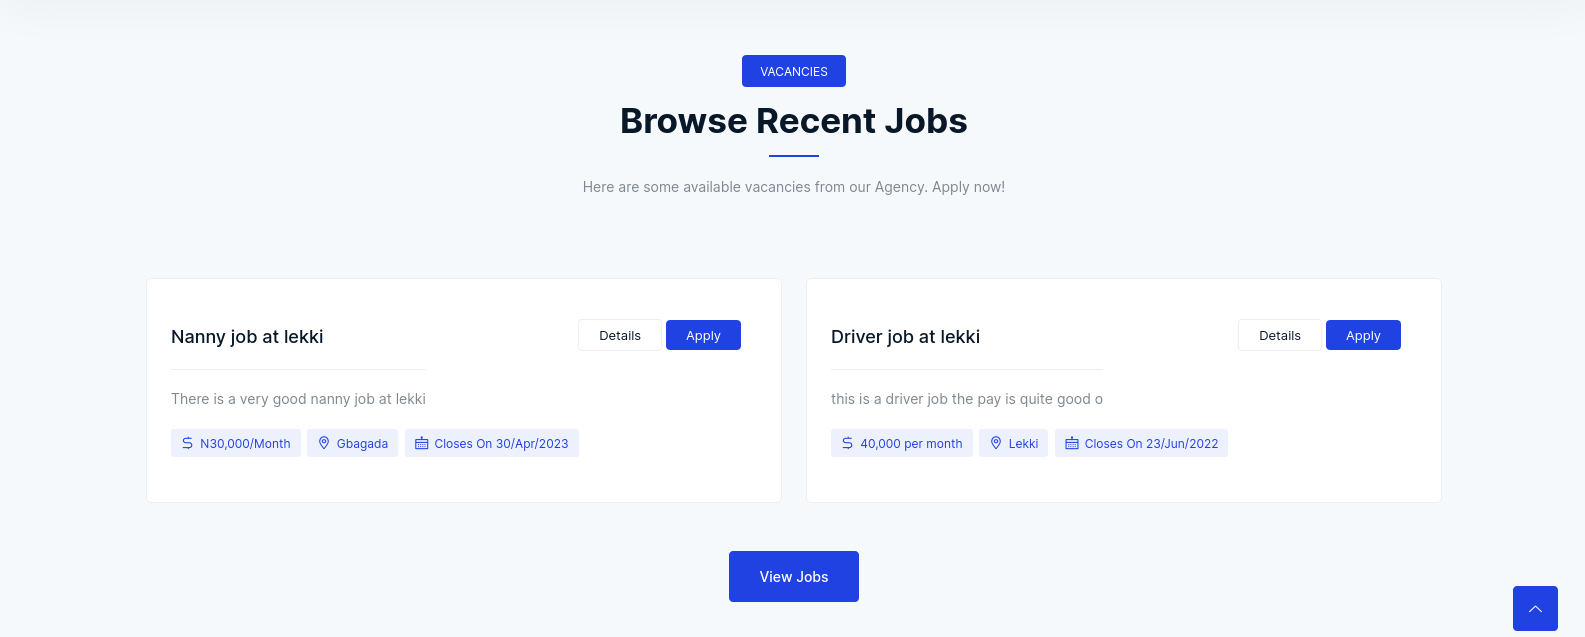 VACANCIES
Browse Recent Jobs
Here are some available vacancies from our Agency. Apply now!
Nanny job at lekki
Details
Apply
There is a very good nanny job at lekki
N30,000/Month
Gbagada
Closes On 30/Apr/2023
Driver job at lekki
Details
Apply
this is a driver job the pay is quite good o
40,000 per month
Lekki
Closes On 23/Jun/2022
View Jobs